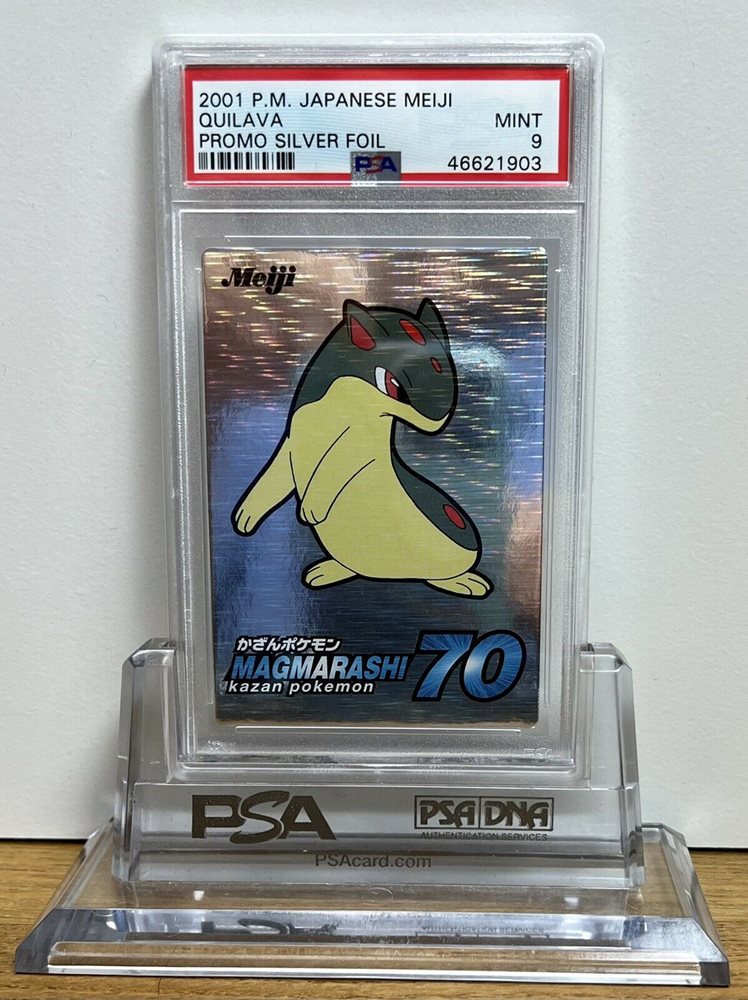 2001 P.M. JAPANESE MEIJI
QUILAVA MINT
PROMO SILVER FOIL 9
PSA 46621903
Meiji
かざんポケモン
MAGMARASHI 70
kazan pokemon
PSA PSA/DNA
AUTHENTICATION SERVICES
PSAcard.com